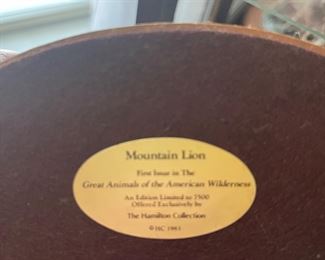 Mountain Lion
First Issue in The
Great Animals of the American Wilderness
An Edition Limited to 7500
Offered Exclusively by
The Hamilton Collection
© HC 1983